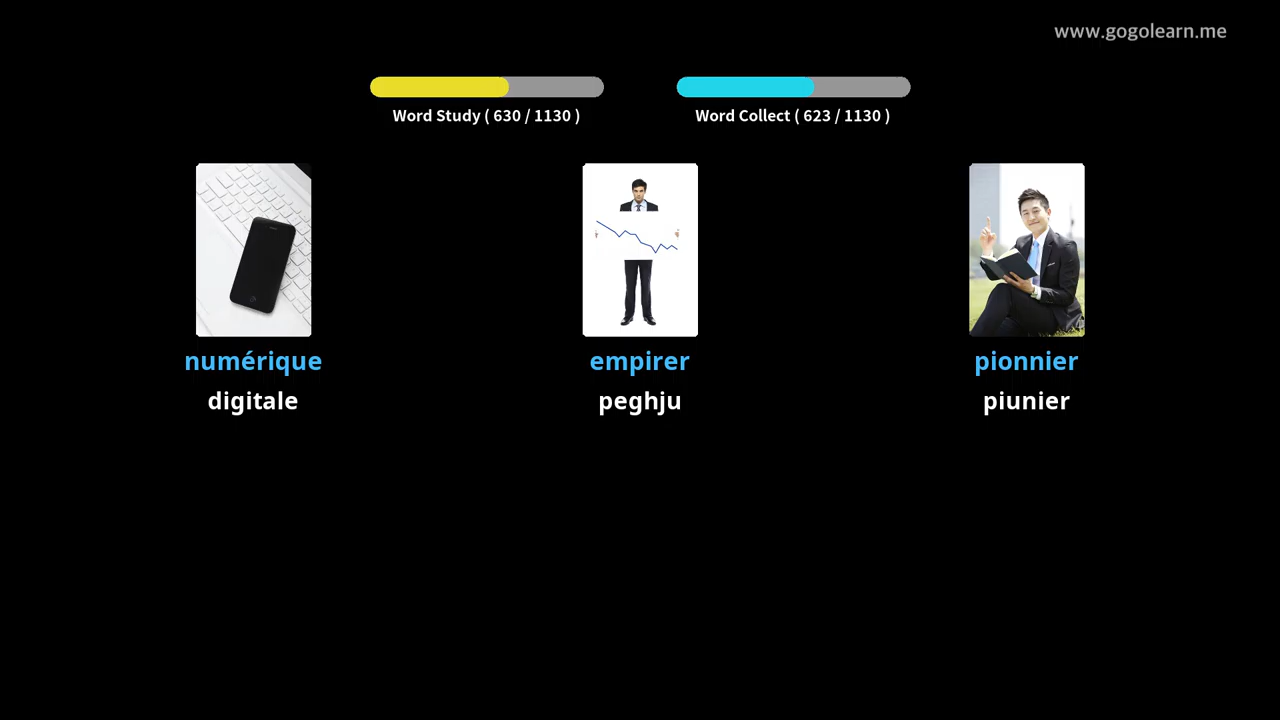 www.gogolearn.me
Word Study ( 630 / 1130 )
Word Collect ( 623 / 1130 )
numérique
empirer
pionnier
digitale
peghju
piunier